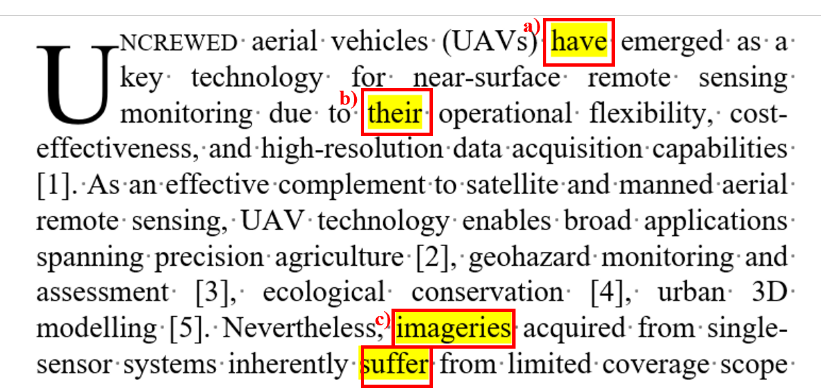 UNCREWED aerial vehicles (UAVs) a) have emerged as a
key technology for near-surface remote sensing
monitoring due to b) their operational flexibility, cost-
effectiveness, and high-resolution data acquisition capabilities
[1]. As an effective complement to satellite and manned aerial
remote sensing, UAV technology enables broad applications
spanning precision agriculture [2], geohazard monitoring and
assessment [3], ecological conservation [4], urban 3D
modelling [5]. Nevertheless, c) imageries acquired from single-
sensor systems inherently suffer from limited coverage scope